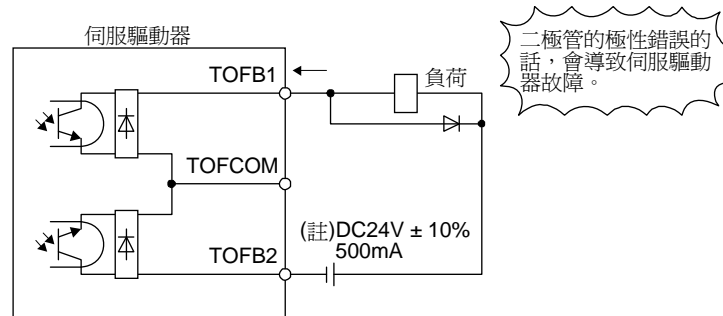 伺服驅動器
TOFB1
負荷
二極管的極性錯誤的
話，會導致伺服驅動
器故障。
TOFCOM
(註)DC24V ± 10%
500mA
TOFB2